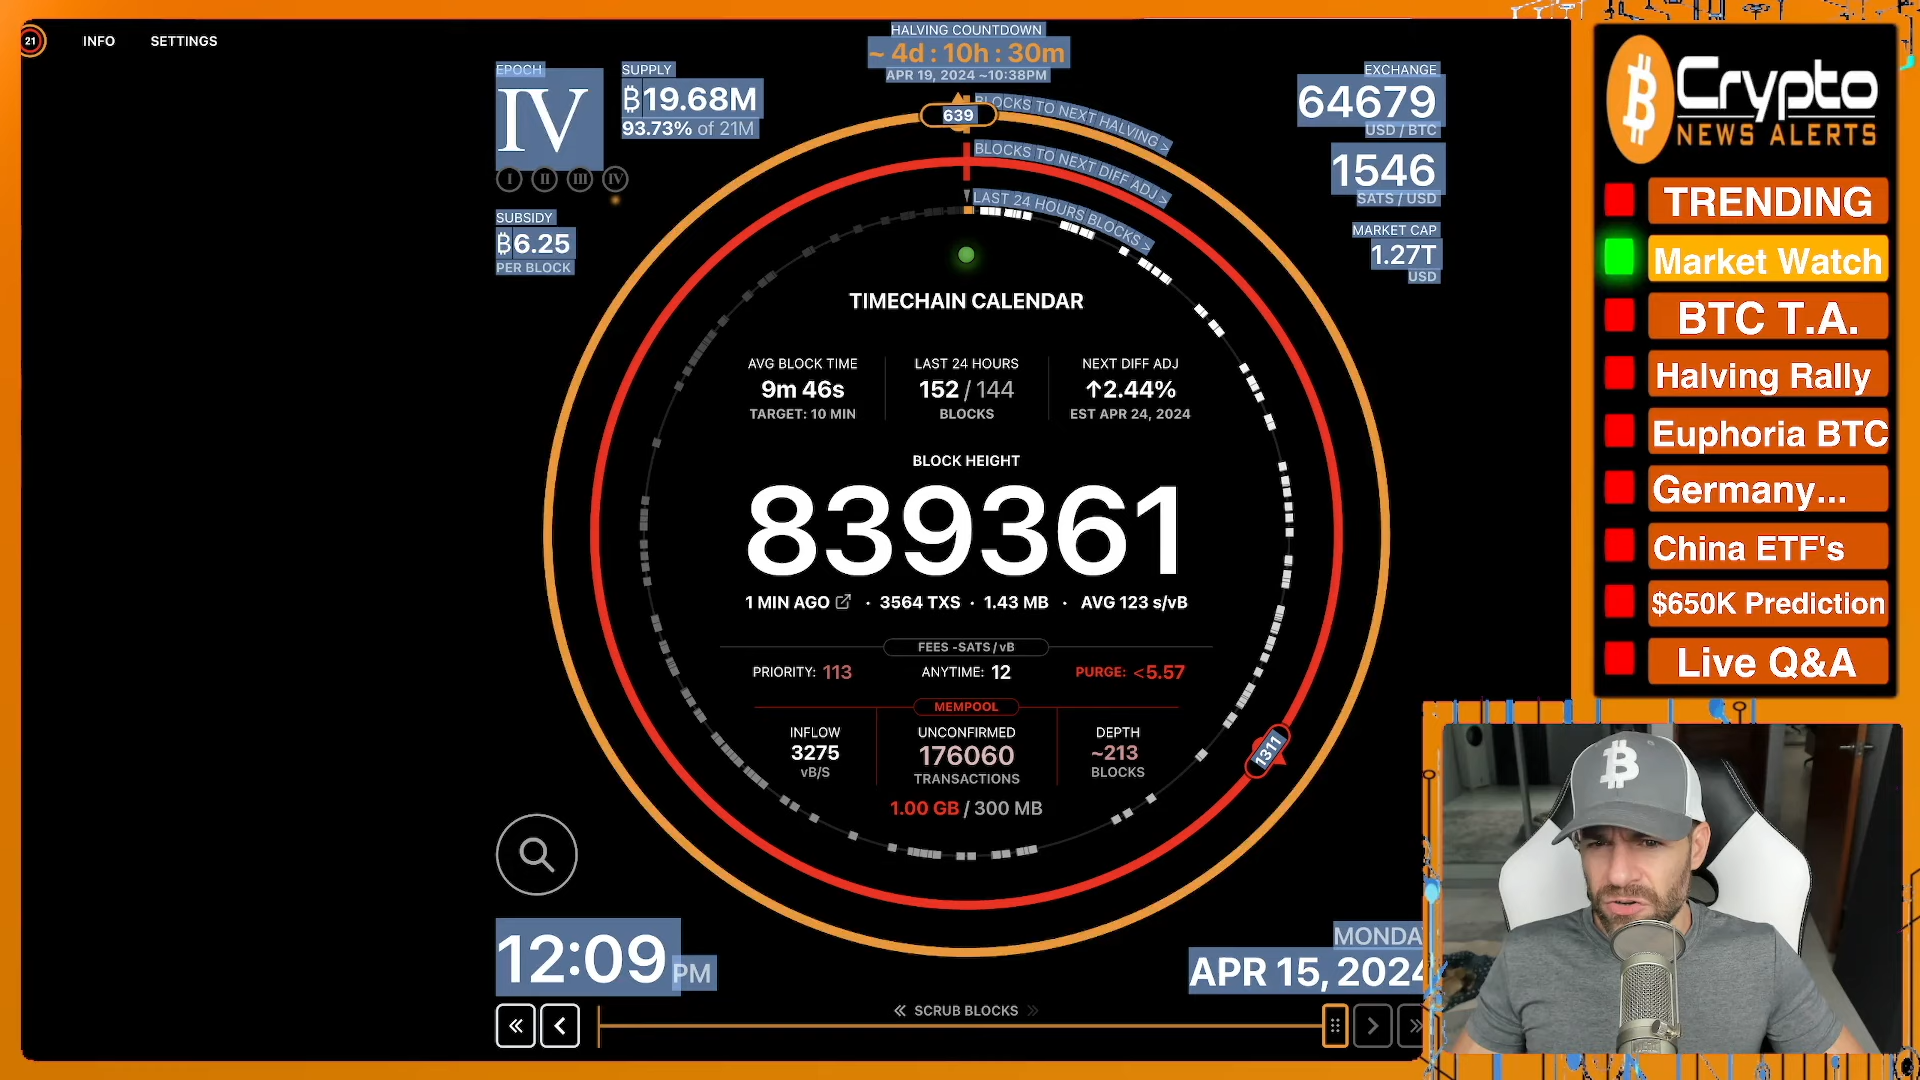 21 INFO SETTINGS
HALVING COUNTDOWN
~ 4d : 10h : 30m
APR 19, 2024 ~10:38PM
EPOCH
IV
I II III IV
SUPPLY
₿19.68M
93.73% of 21M
SUBSIDY
₿6.25
PER BLOCK
EXCHANGE
64679
USD / BTC
1546
SATS / USD
MARKET CAP
1.27T
USD
639
BLOCKS TO NEXT HALVING >
BLOCKS TO NEXT DIFF ADJ >
LAST 24 HOURS BLOCKS >
TIMECHAIN CALENDAR
AVG BLOCK TIME
9m 46s
TARGET: 10 MIN
LAST 24 HOURS
152 / 144
BLOCKS
NEXT DIFF ADJ
↑2.44%
EST APR 24, 2024
BLOCK HEIGHT
839361
1 MIN AGO · 3564 TXS · 1.43 MB · AVG 123 s/vB
FEES -SATS/vB
PRIORITY: 113 ANYTIME: 12 PURGE: <5.57
MEMPOOL
INFLOW
3275
vB/S
UNCONFIRMED
176060
TRANSACTIONS
DEPTH
~213
BLOCKS
1.00 GB / 300 MB
1311
12:09 PM
MONDAY
APR 15, 2024
« SCRUB BLOCKS »
Crypto
NEWS ALERTS
TRENDING
Market Watch
BTC T.A.
Halving Rally
Euphoria BTC
Germany...
China ETF's
$650K Prediction
Live Q&A